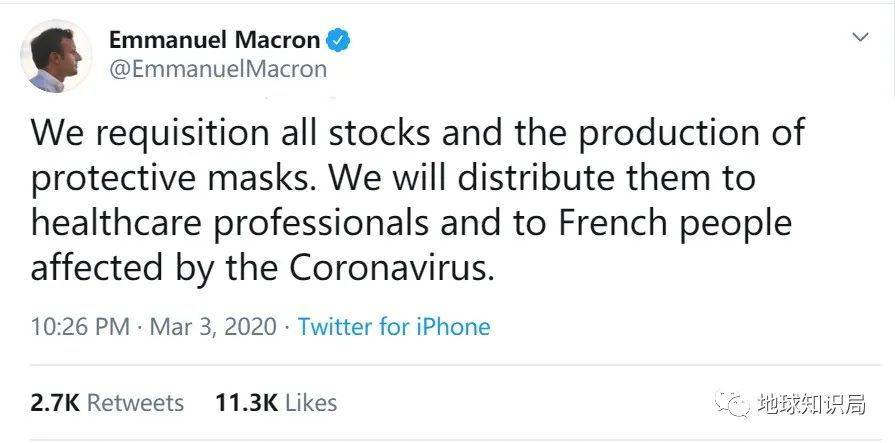 Emmanuel Macron
@EmmanuelMacron
We requisition all stocks and the production of
protective masks. We will distribute them to
healthcare professionals and to French people
affected by the Coronavirus.
10:26 PM · Mar 3, 2020 · Twitter for iPhone
2.7K Retweets 11.3K Likes
地球知识局